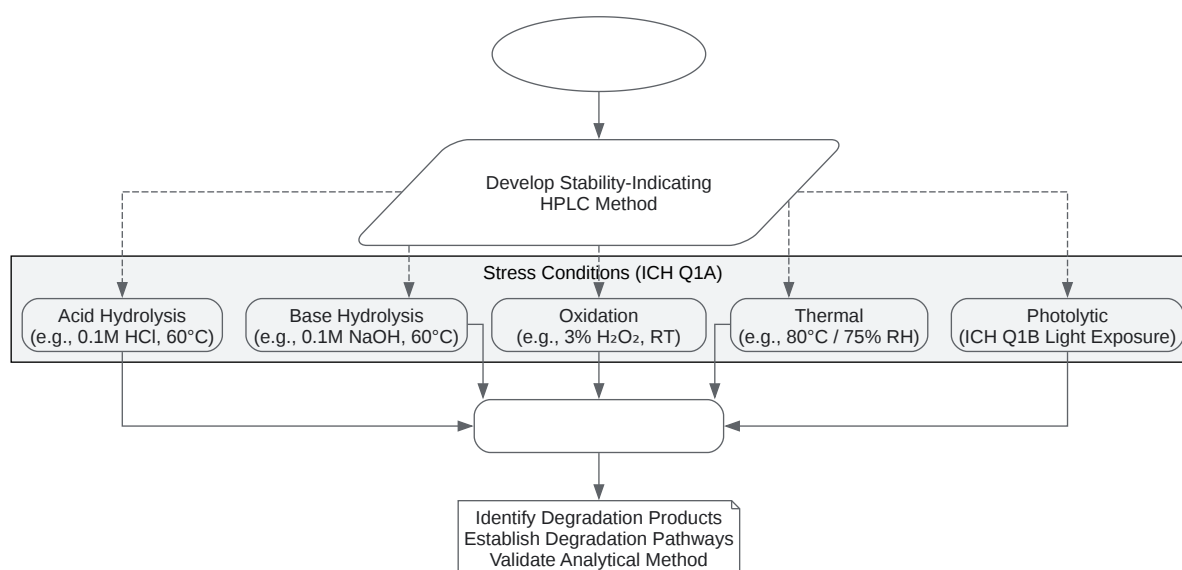 Develop Stability-Indicating
HPLC Method
Stress Conditions (ICH Q1A)
Acid Hydrolysis
(e.g., 0.1M HCl, 60°C)
Base Hydrolysis
(e.g., 0.1M NaOH, 60°C)
Oxidation
(e.g., 3% H₂O₂, RT)
Thermal
(e.g., 80°C / 75% RH)
Photolytic
(ICH Q1B Light Exposure)
Identify Degradation Products
Establish Degradation Pathways
Validate Analytical Method